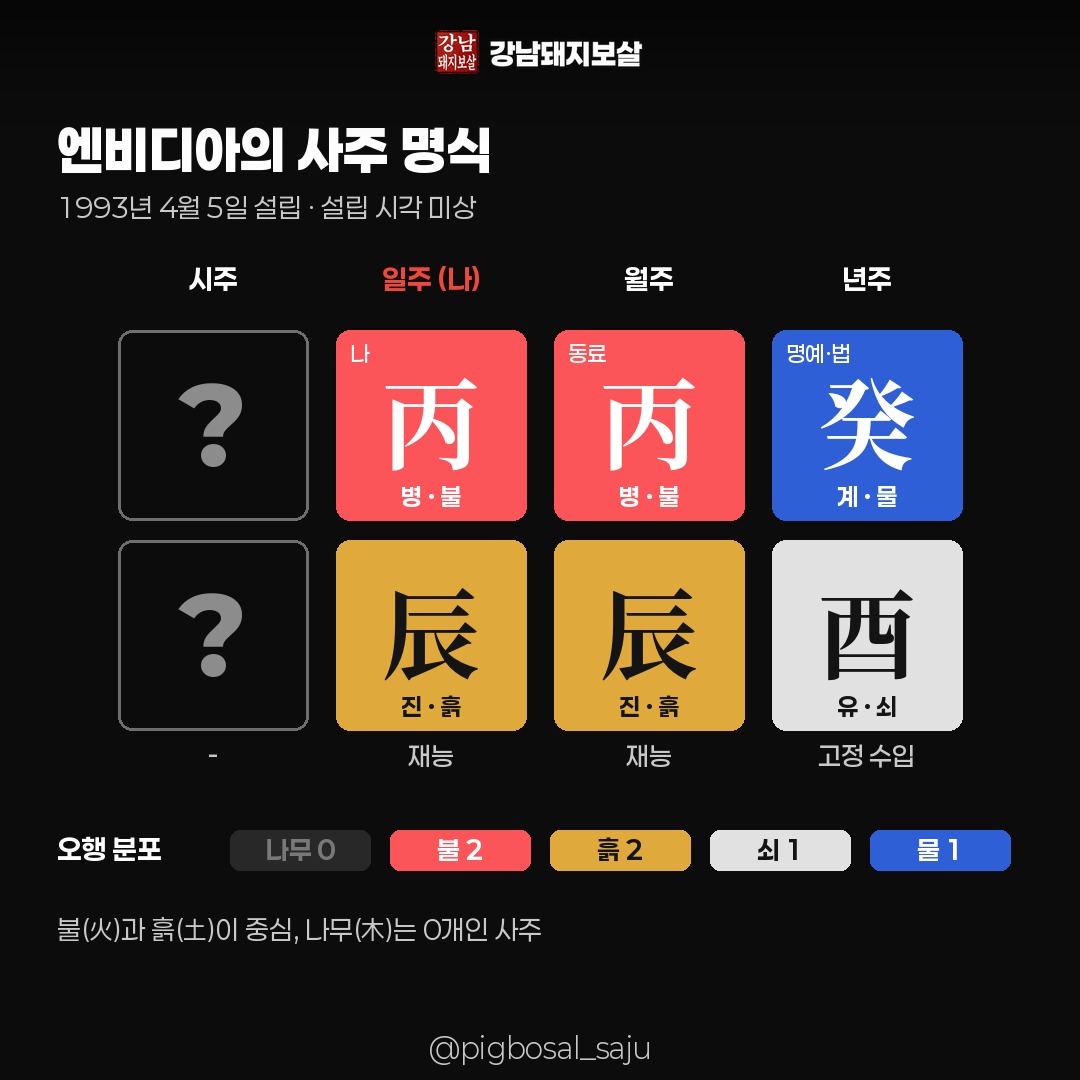 강남
돼지보살
강남돼지보살
엔비디아의 사주 명식
1993년 4월 5일 설립 · 설립 시각 미상
시주 일주 (나) 월주 년주
? 나 동료 명예·법
丙 丙 癸
병·불 병·불 계·물
? 辰 辰 酉
진·흙 진·흙 유·쇠
- 재능 재능 고정 수입
오행 분포 나무 0 불 2 흙 2 쇠 1 물 1
불(火)과 흙(土)이 중심, 나무(木)는 0개인 사주
@pigbosal_saju